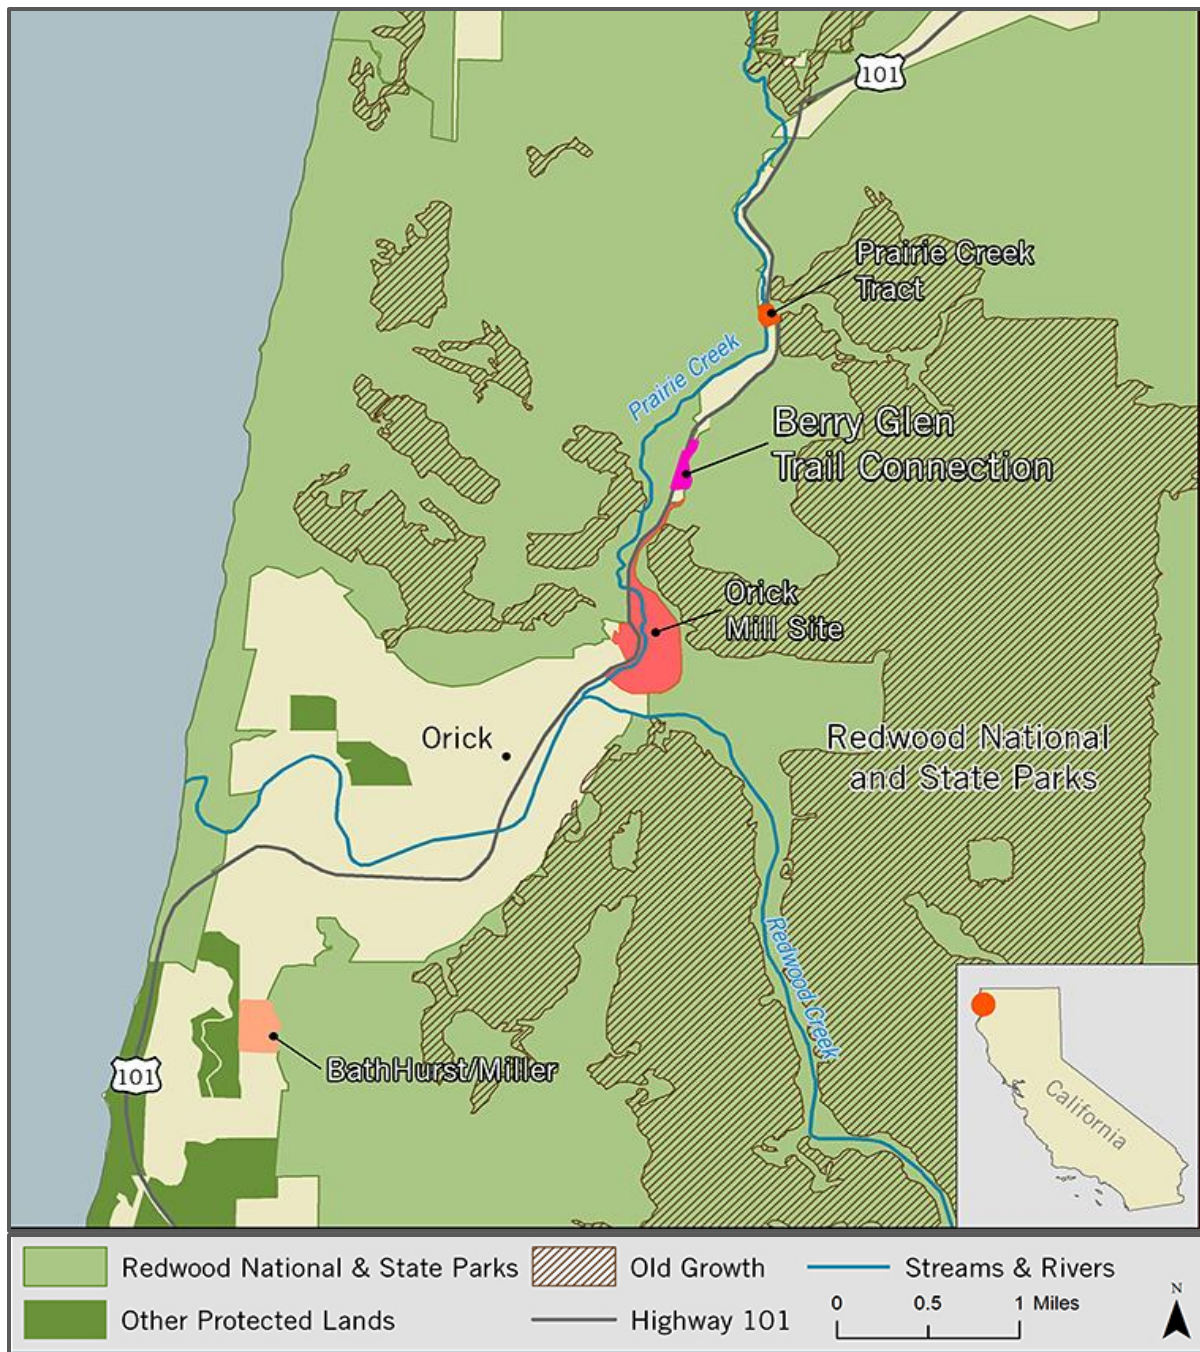 101
Prairie Creek
Tract
Prairie Creek
Berry Glen
Trail Connection
Orick
Mill Site
Orick
Redwood National
and State Parks
Redwood Creek
BathHurst/Miller
101
California
Redwood National & State Parks
Old Growth
Streams & Rivers
Other Protected Lands
Highway 101
0 0.5 1 Miles
N